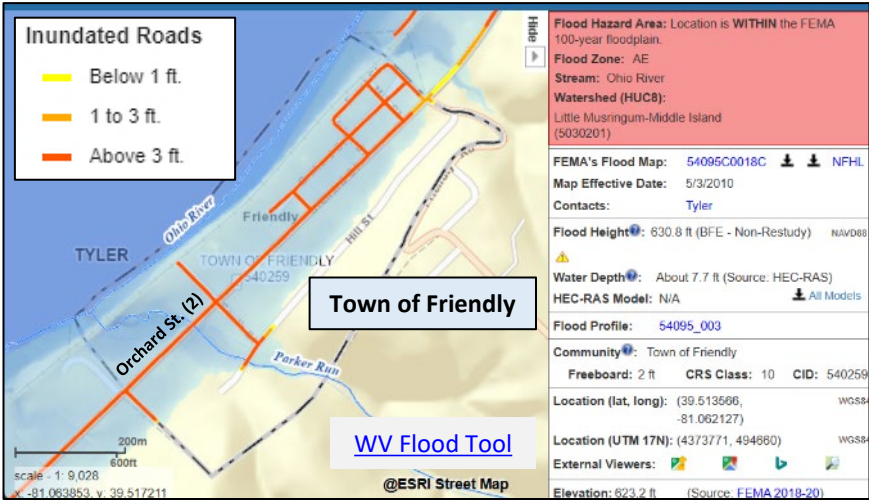 Inundated Roads
Below 1 ft.
1 to 3 ft.
Above 3 ft.
Hide
Ohio River
Friendly
TYLER
TOWN OF FRIENDLY
540259
Hill St
Orchard St. (2)
Parker Run
Town of Friendly
WV Flood Tool
200m
600ft
scale - 1: 9,028
x: -81.063853, y: 39.517211
@ESRI Street Map
Flood Hazard Area: Location is WITHIN the FEMA
100-year floodplain.
Flood Zone: AE
Stream: Ohio River
Watershed (HUC8):
Little Musringum-Middle Island
(5030201)
FEMA's Flood Map: 54095C0018C NFHL
Map Effective Date: 5/3/2010
Contacts: Tyler
Flood Height: 630.8 ft (BFE - Non-Restudy) NAVD88
Water Depth: About 7.7 ft (Source: HEC-RAS)
HEC-RAS Model: N/A All Models
Flood Profile: 54095_003
Community: Town of Friendly
Freeboard: 2 ft CRS Class: 10 CID: 540259
Location (lat, long): (39.513566, WGS84
-81.062127)
Location (UTM 17N): (4373771, 494660) WGS84
External Viewers:
Elevation: 623.2 ft (Source: FEMA 2018-20)